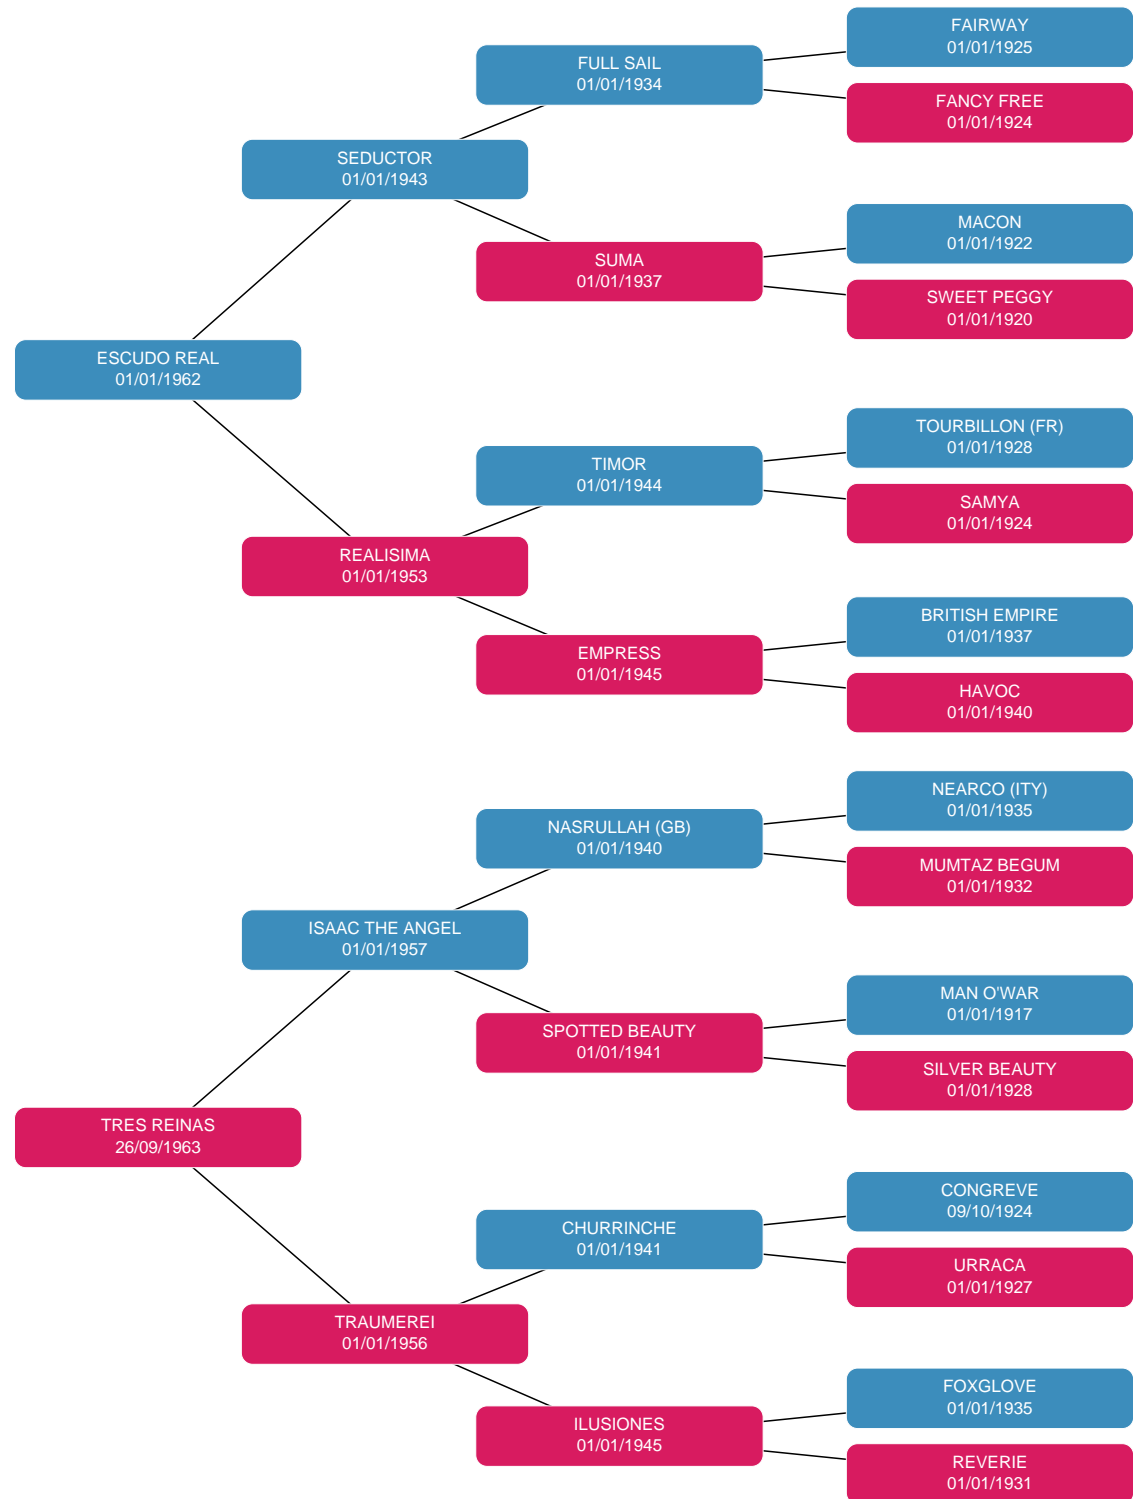 FAIRWAY
01/01/1925
FULL SAIL
01/01/1934
FANCY FREE
01/01/1924
SEDUCTOR
01/01/1943
MACON
01/01/1922
SUMA
01/01/1937
SWEET PEGGY
01/01/1920
ESCUDO REAL
01/01/1962
TOURBILLON (FR)
01/01/1928
TIMOR
01/01/1944
SAMYA
01/01/1924
REALISIMA
01/01/1953
BRITISH EMPIRE
01/01/1937
EMPRESS
01/01/1945
HAVOC
01/01/1940
NEARCO (ITY)
01/01/1935
NASRULLAH (GB)
01/01/1940
MUMTAZ BEGUM
01/01/1932
ISAAC THE ANGEL
01/01/1957
MAN O'WAR
01/01/1917
SPOTTED BEAUTY
01/01/1941
SILVER BEAUTY
01/01/1928
TRES REINAS
26/09/1963
CONGREVE
09/10/1924
CHURRINCHE
01/01/1941
URRACA
01/01/1927
TRAUMEREI
01/01/1956
FOXGLOVE
01/01/1935
ILUSIONES
01/01/1945
REVERIE
01/01/1931